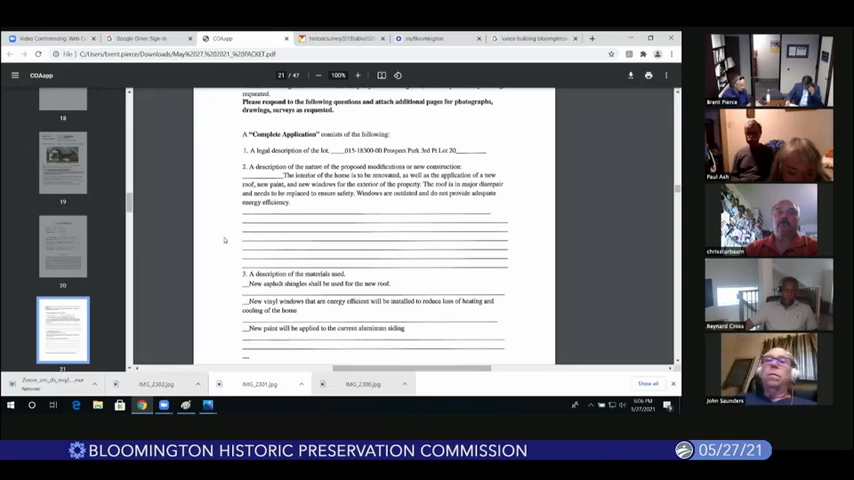 Video Conferencing, Web Co
Google Drive: Sign-in
COAapp
myBloomington
vance building bloomington
File
C:/Users/brent.pierce/Downloads/May%2027,%202021_%20PACKET.pdf
COAapp
21 / 47
100%
18
19
20
21
requested.
Please respond to the following questions and attach additional pages for photographs,
drawings, surveys as requested.
A "Complete Application" consists of the following:
1. A legal description of the lot. ____015-18300-00 Prospect Park 3rd Pt Lot 20________
2. A description of the nature of the proposed modifications or new construction:
__________The interior of the home is to be renovated, as well as the application of a new
roof, new paint, and new windows for the exterior of the property. The roof is in major disrepair
and needs to be replaced to ensure safety. Windows are outdated and do not provide adequate
energy efficiency.
3. A description of the materials used.
__New asphalt shingles shall be used for the new roof.
__New vinyl windows that are energy efficient will be installed to reduce loss of heating and
cooling of the home
__New paint will be applied to the current aluminum siding
IMG_2302.jpg
IMG_2301.jpg
IMG_2300.jpg
Show all
6:06 PM
5/27/2021
Brent Pierce
Paul Ash
chrissturbaum
Reynard Cross
John Saunders
BLOOMINGTON HISTORIC PRESERVATION COMMISSION
05/27/21